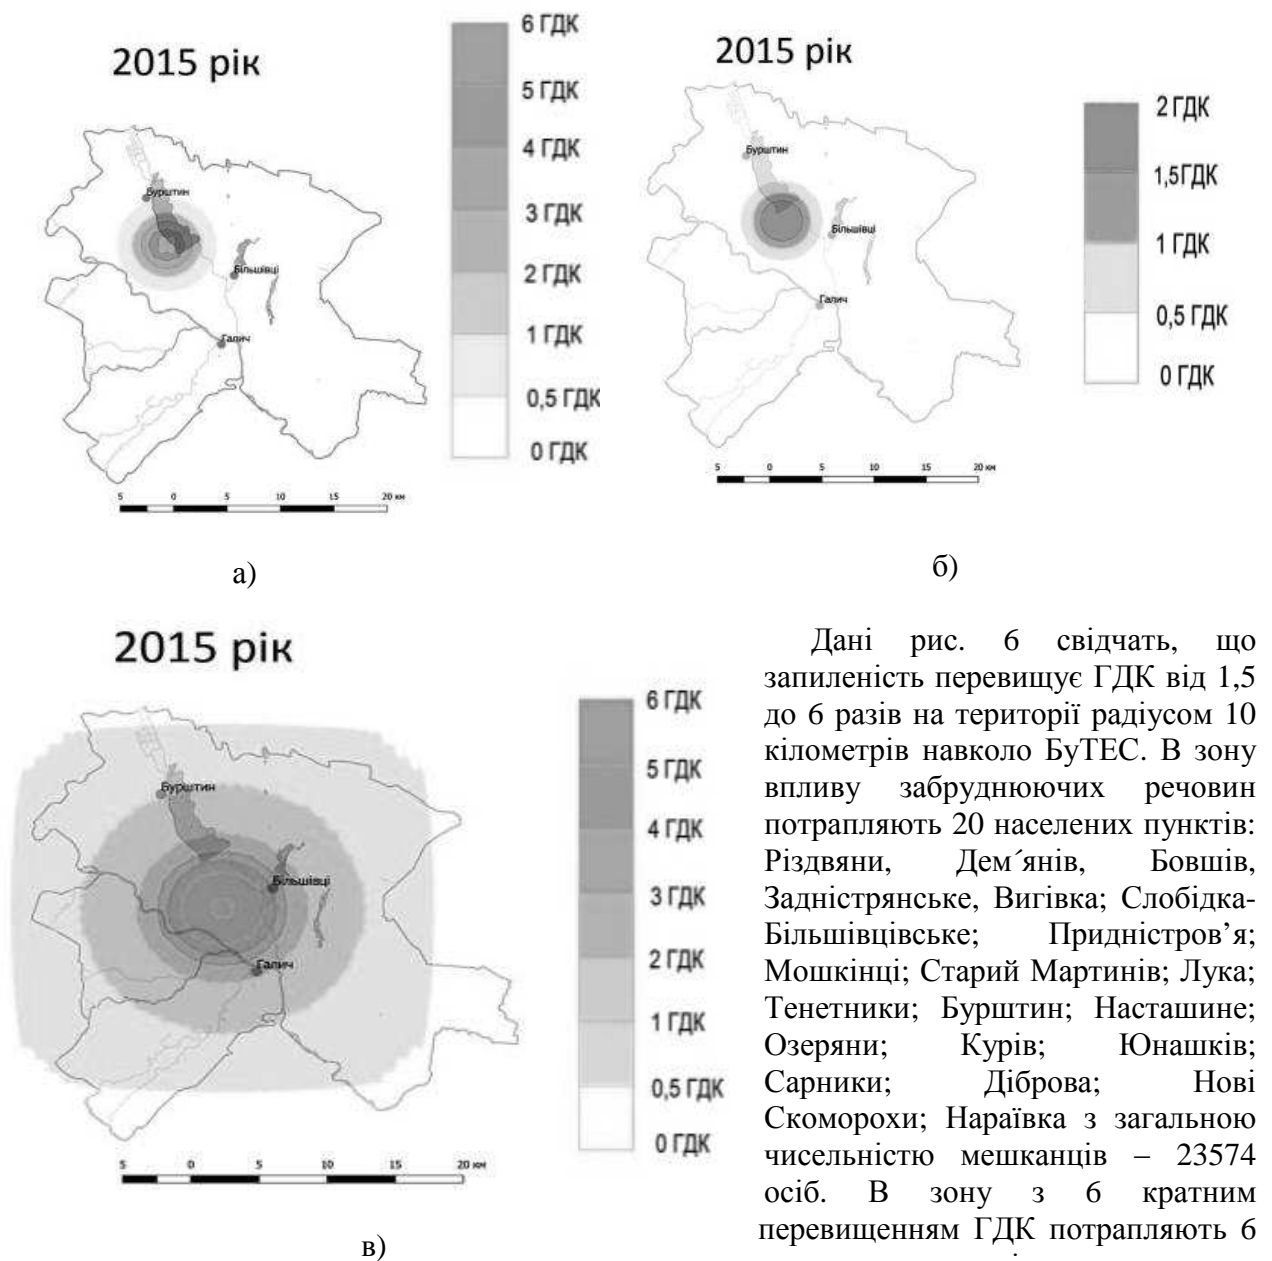 2015 рік
6 ГДК
5 ГДК
4 ГДК
3 ГДК
2 ГДК
1 ГДК
0,5 ГДК
0 ГДК
Бурштин
Більшівці
Галич
5 0 5 10 15 20 км
а)
2015 рік
2 ГДК
1,5ГДК
1 ГДК
0,5 ГДК
0 ГДК
Бурштин
Більшівці
Галич
5 0 5 10 15 20 км
б)
2015 рік
6 ГДК
5 ГДК
4 ГДК
3 ГДК
2 ГДК
1 ГДК
0,5 ГДК
0 ГДК
Бурштин
Більшівці
Галич
5 0 5 10 15 20 км
в)
Дані рис. 6 свідчать, що
запиленість перевищує ГДК від 1,5
до 6 разів на території радіусом 10
кілометрів навколо БуТЕС. В зону
впливу забруднюючих речовин
потрапляють 20 населених пунктів:
Різдвяни, Дем´янів, Бовшів,
Задністрянське, Вигівка; Слобідка-
Більшівцівське; Придністров’я;
Мошкінці; Старий Мартинів; Лука;
Тенетники; Бурштин; Насташине;
Озеряни; Курів; Юнашків;
Сарники; Діброва; Нові
Скоморохи; Нараївка з загальною
чисельністю мешканців – 23574
осіб. В зону з 6 кратним
перевищенням ГДК потрапляють 6